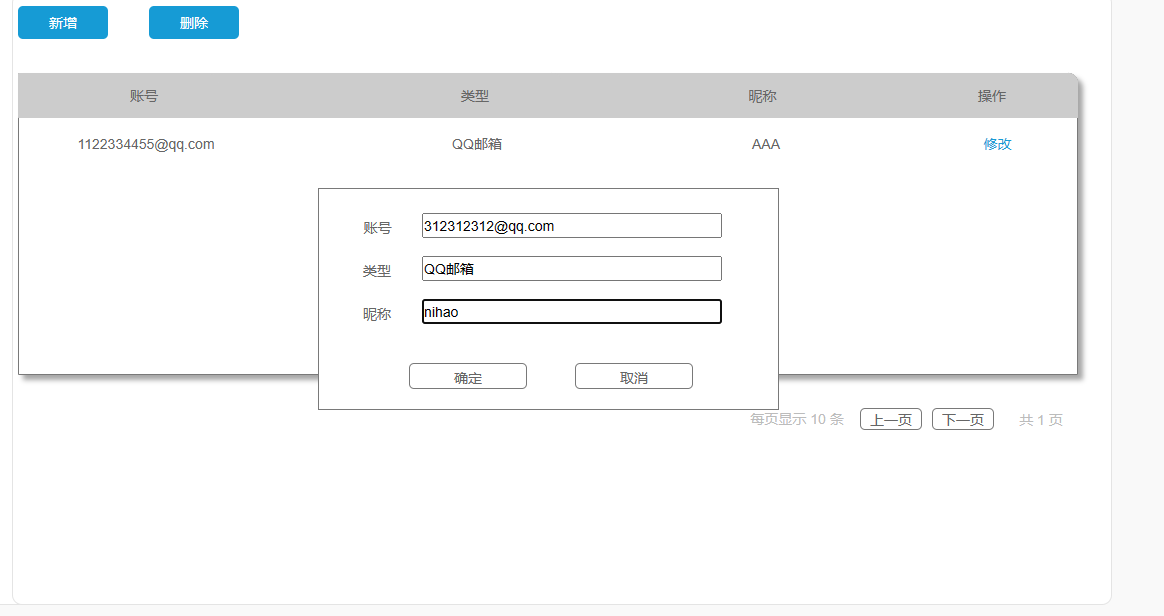 新增 删除
账号 类型 昵称 操作
1122334455@qq.com QQ邮箱 AAA 修改
账号 312312312@qq.com
类型 QQ邮箱
昵称 nihao
确定 取消
每页显示 10 条 上一页 下一页 共 1 页